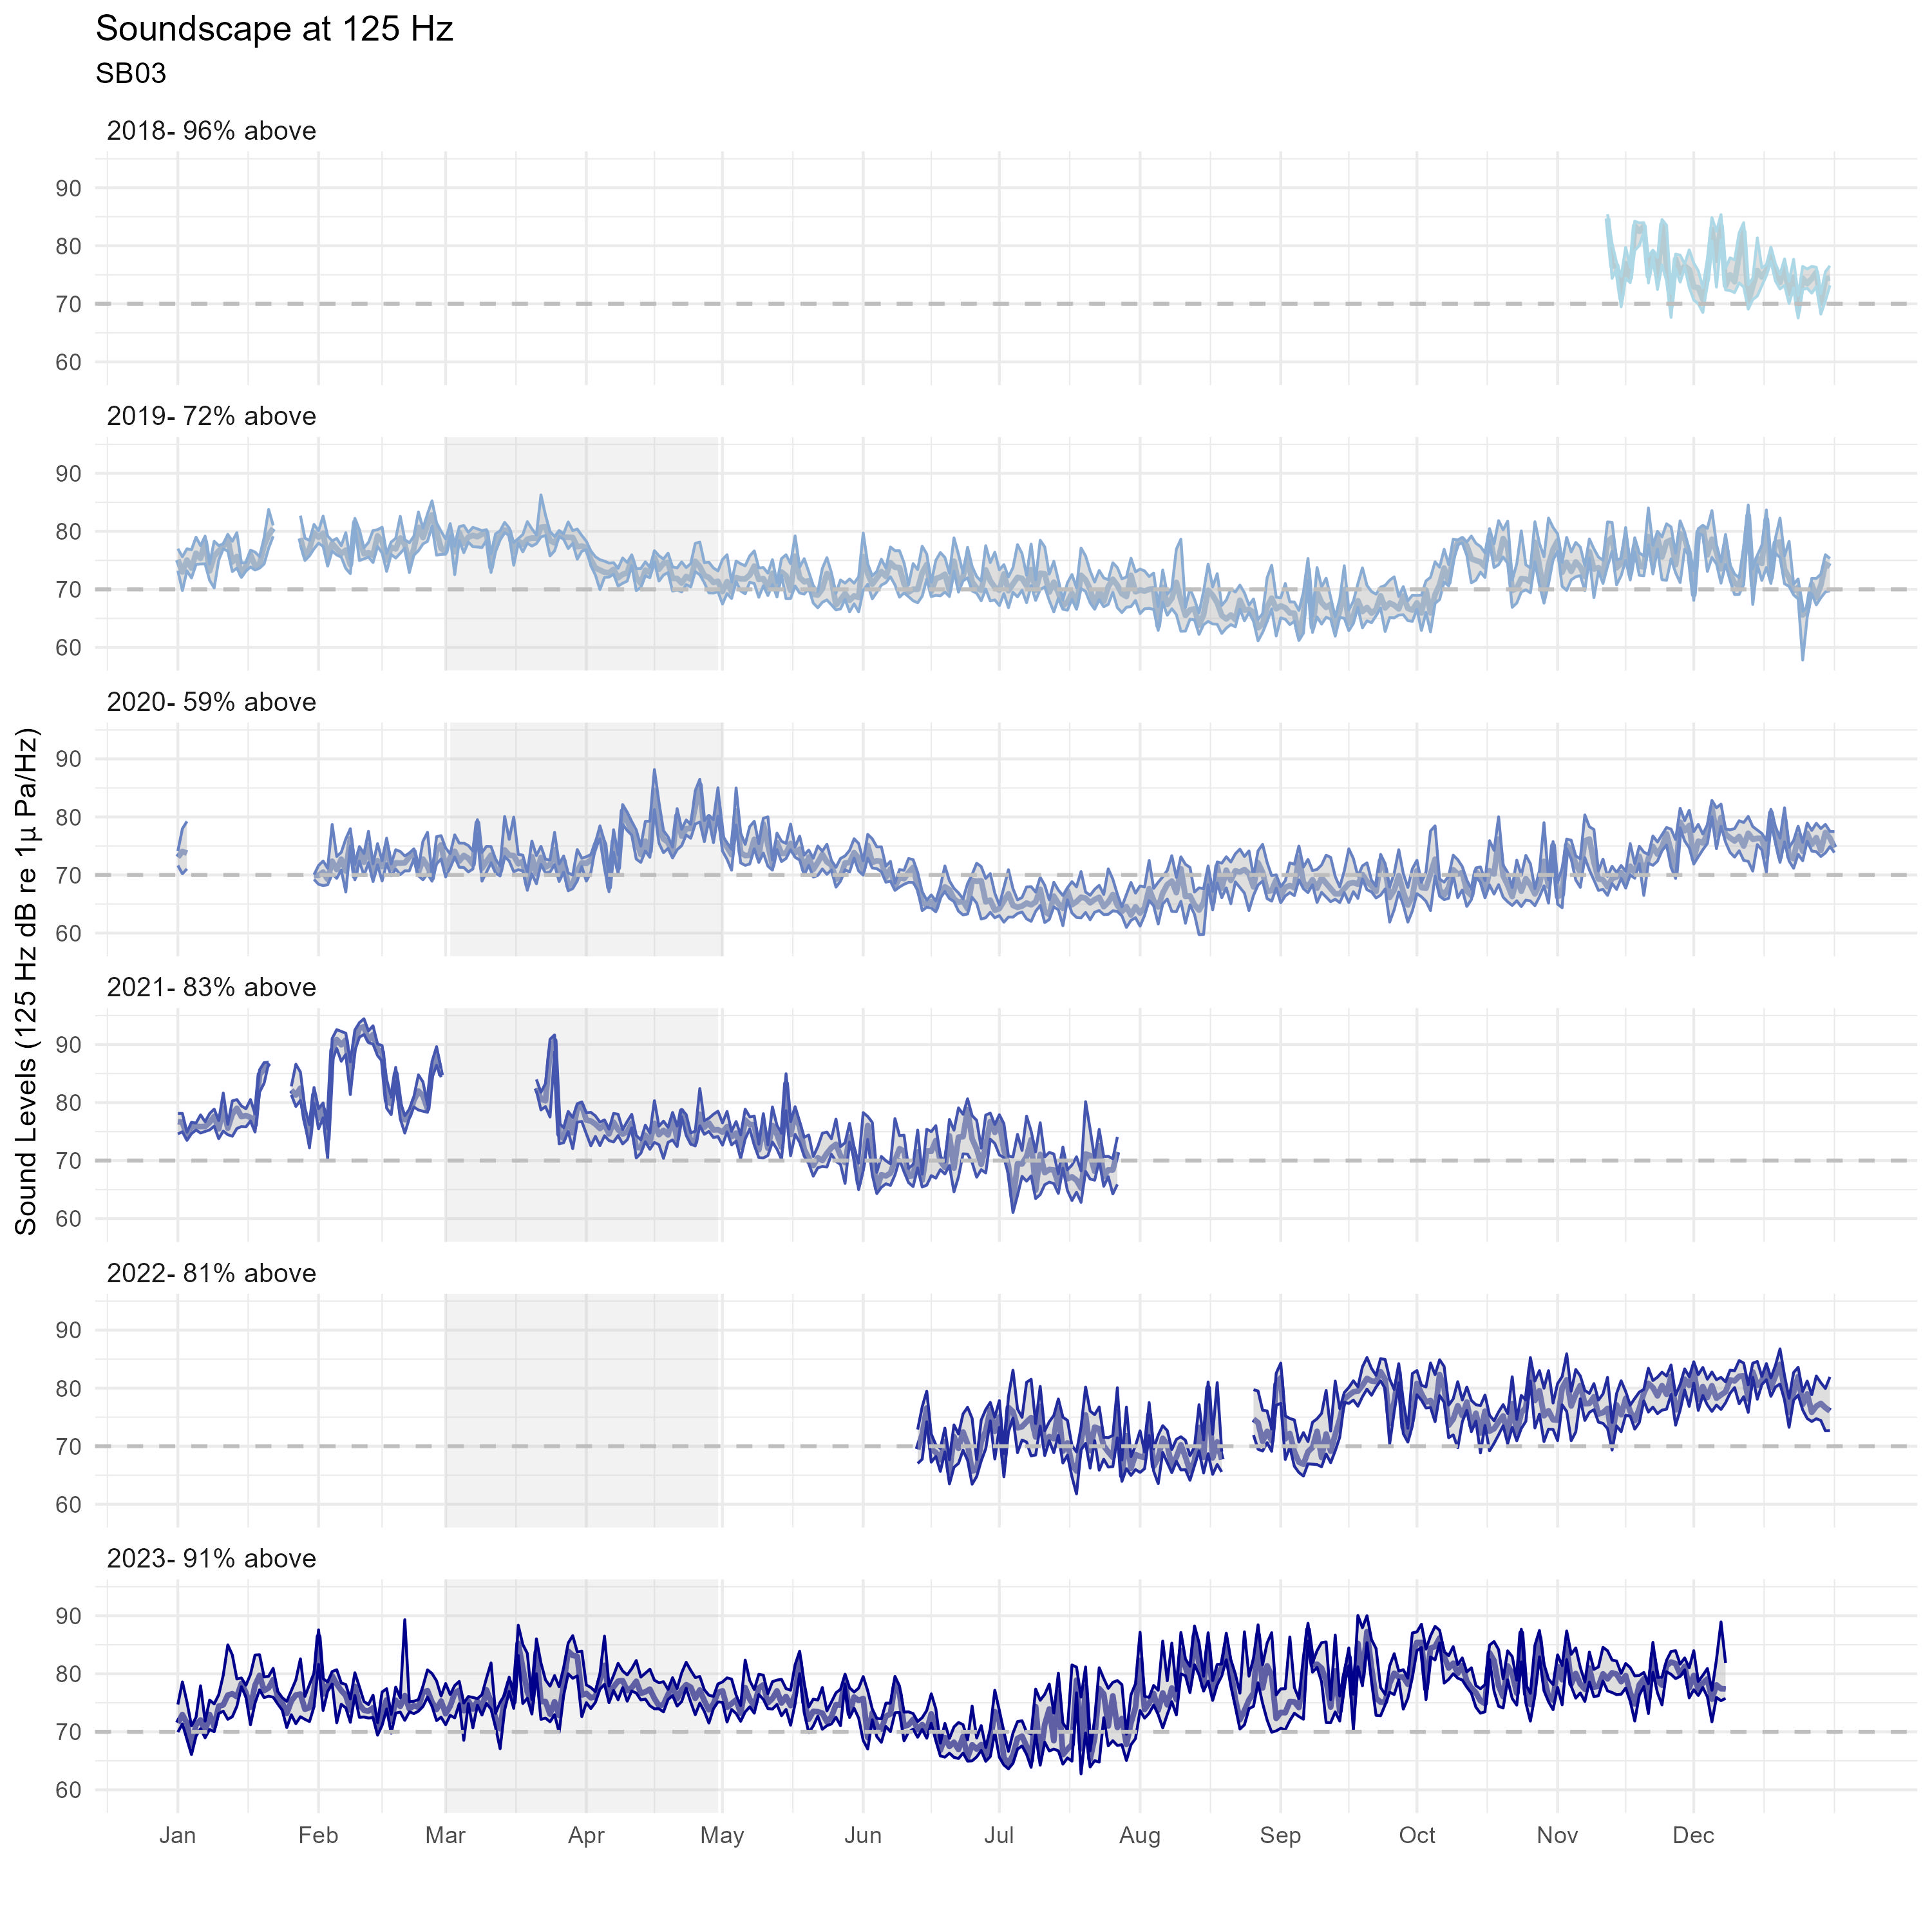 Soundscape at 125 Hz
SB03
Sound Levels (125 Hz dB re 1µ Pa/Hz)
2018- 96% above
90
80
70
60
2019- 72% above
90
80
70
60
2020- 59% above
90
80
70
60
2021- 83% above
90
80
70
60
2022- 81% above
90
80
70
60
2023- 91% above
90
80
70
60
Jan Feb Mar Apr May Jun Jul Aug Sep Oct Nov Dec